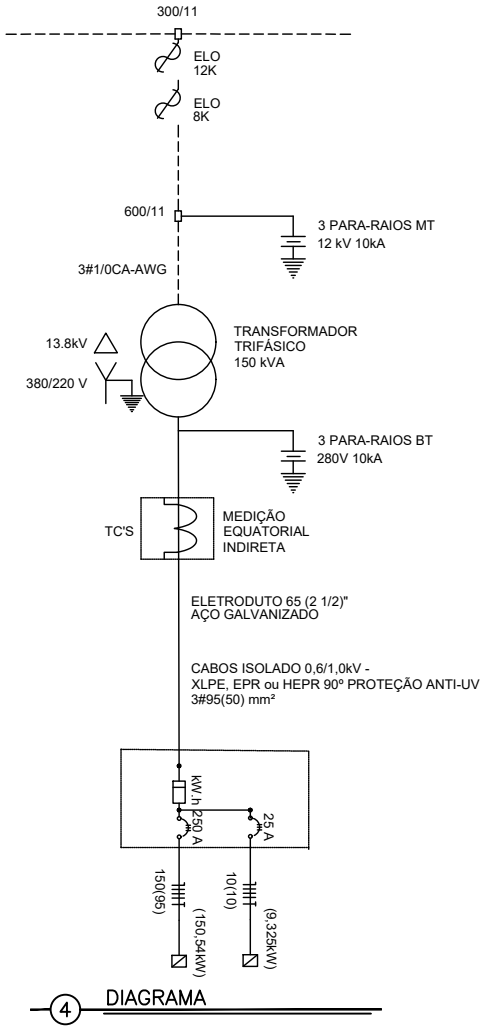 300/11
ELO
12K
ELO
8K
600/11
3 PARA-RAIOS MT
12 kV 10kA
3#1/0CA-AWG
TRANSFORMADOR
TRIFÁSICO
150 kVA
13.8kV
380/220 V
3 PARA-RAIOS BT
280V 10kA
TC'S
MEDIÇÃO
EQUATORIAL
INDIRETA
ELETRODUTO 65 (2 1/2)"
AÇO GALVANIZADO
CABOS ISOLADO 0,6/1,0kV -
XLPE, EPR ou HEPR 90º PROTEÇÃO ANTI-UV
3#95(50) mm²
kW.h
250 A
25 A
150(95)
(150,54kW)
10(10)
(9,325kW)
4
DIAGRAMA